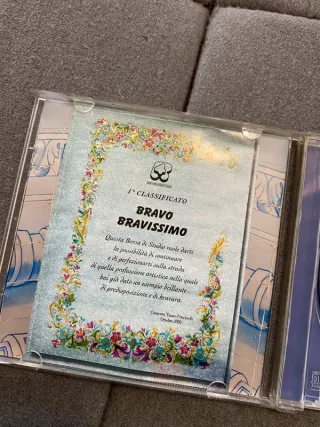 1° CLASSIFICATO
BRAVO
BRAVISSIMO
Questa Borsa di Studio vuole darti
la possibilità di continuare
e di perfezionarti sulla strada
di quella professione artistica nella quale
hai già dato un esempio brillante
di predisposizione e di bravura.